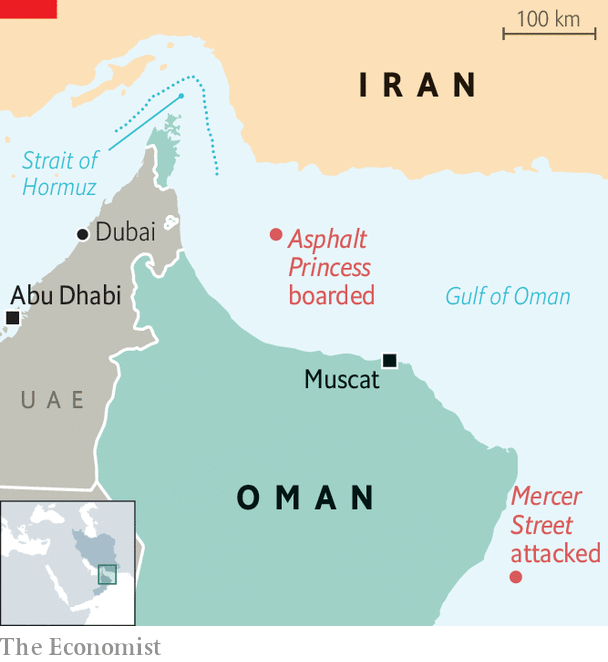 100 km
IRAN
Strait of
Hormuz
Dubai
Asphalt
Princess
boarded
Abu Dhabi
Gulf of Oman
Muscat
UAE
OMAN
Mercer
Street
attacked
The Economist